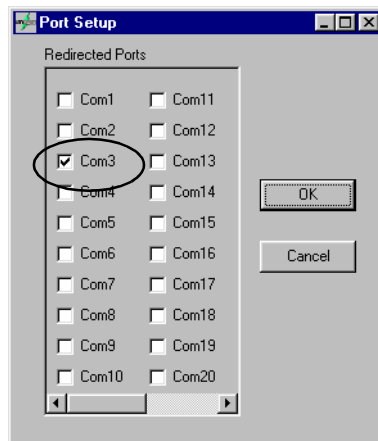 Port Setup
Redirected Ports
Com1 Com11
Com2 Com12
Com3 Com13
Com4 Com14
OK
Com5 Com15
Com6 Com16
Cancel
Com7 Com17
Com8 Com18
Com9 Com19
Com10 Com20